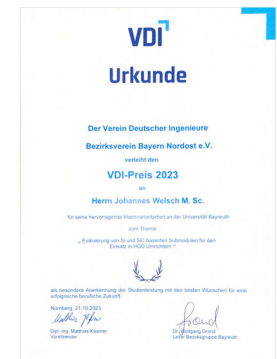 VDI
Urkunde
Der Verein Deutscher Ingenieure
Bezirksverein Bayern Nordost e.V.
verleiht den
VDI-Preis 2023
an
Herrn Johannes Welsch M. Sc.
für seine hervorragende Masterarbeit an der Universität Bayreuth
zum Thema
„ Evaluierung von Si und SiC basierten Submodulen für den
Einsatz in HGÜ Umrichtern "
als besondere Anerkennung der Studienleistung mit den besten Wünschen für eine
erfolgreiche berufliche Zukunft.
Nürnberg, 21.10.2023
Dipl.-Ing. Matthias
Dr. Wolfgang Grond
Vorsitzender
Leiter Bezirksgruppe Bayreuth